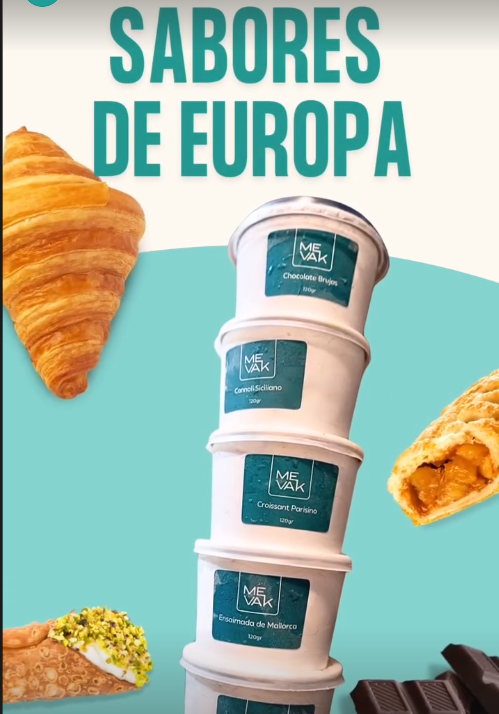 SABORES
DE EUROPA
ME
VAK
Chocolate Brujas
120gr
ME
VAK
Cannoli Siciliano
120gr
ME
VAK
Croissant Parisino
120gr
ME
VAK
Ensaimada de Mallorca
120gr